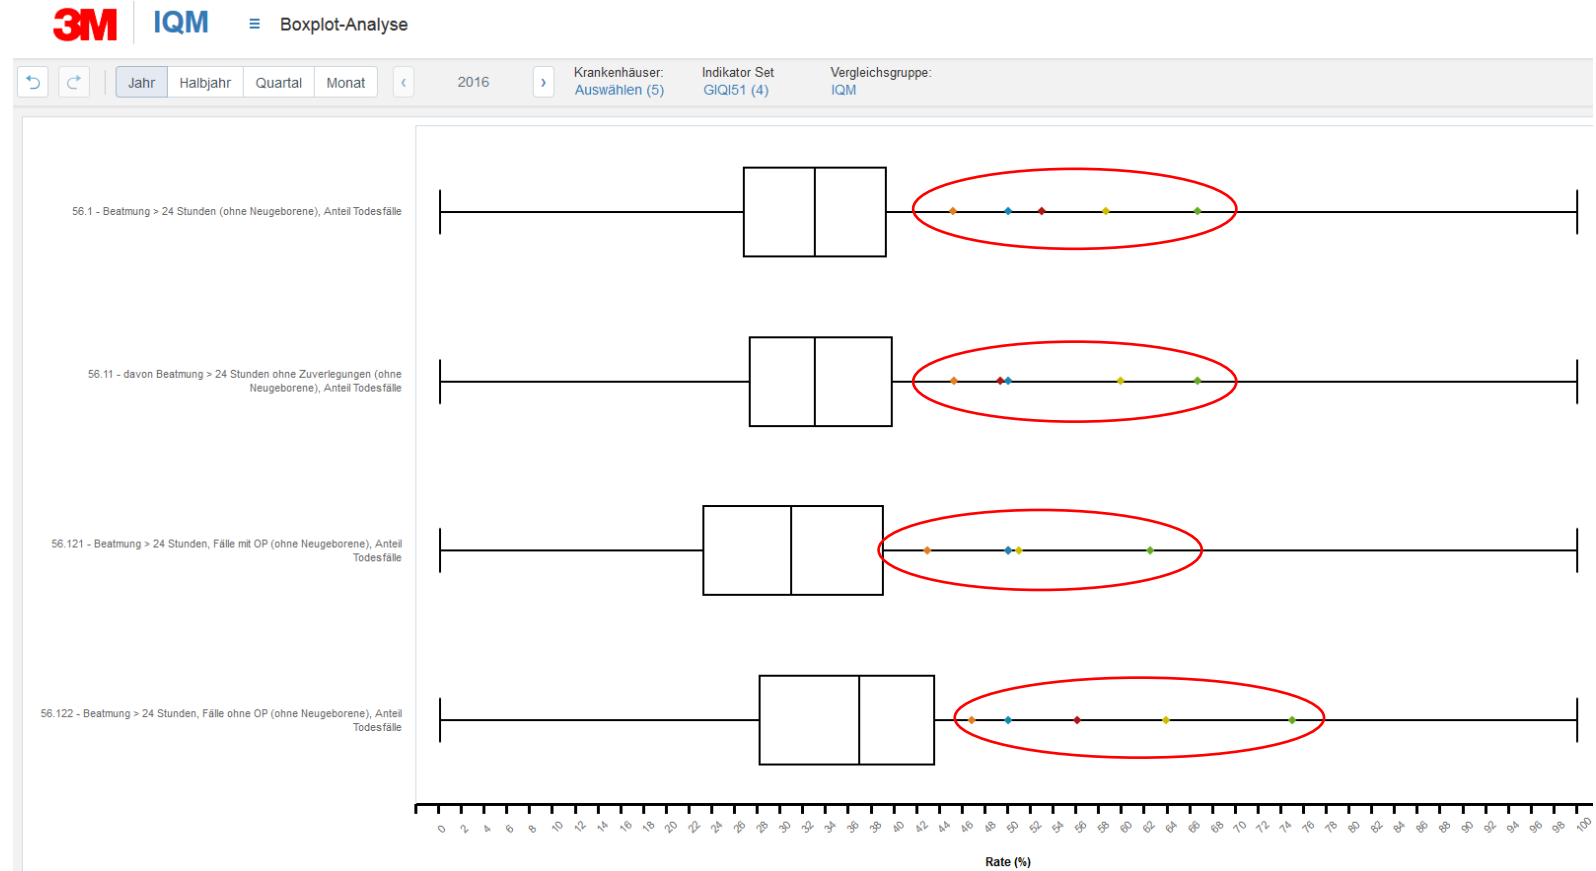 3M IQM ≡ Boxplot-Analyse
Jahr Halbjahr Quartal Monat ‹ 2016 › Krankenhäuser: Indikator Set Vergleichsgruppe:
Auswählen (5) GIQI51 (4) IQM
56.1 - Beatmung > 24 Stunden (ohne Neugeborene), Anteil Todesfälle
56.11 - davon Beatmung > 24 Stunden ohne Zuverlegungen (ohne
Neugeborene), Anteil Todesfälle
56.121 - Beatmung > 24 Stunden, Fälle mit OP (ohne Neugeborene), Anteil
Todesfälle
56.122 - Beatmung > 24 Stunden, Fälle ohne OP (ohne Neugeborene), Anteil
Todesfälle
0 2 4 6 8 10 12 14 16 18 20 22 24 26 28 30 32 34 36 38 40 42 44 46 48 50 52 54 56 58 60 62 64 66 68 70 72 74 76 78 80 82 84 86 88 90 92 94 96 98 100
Rate (%)